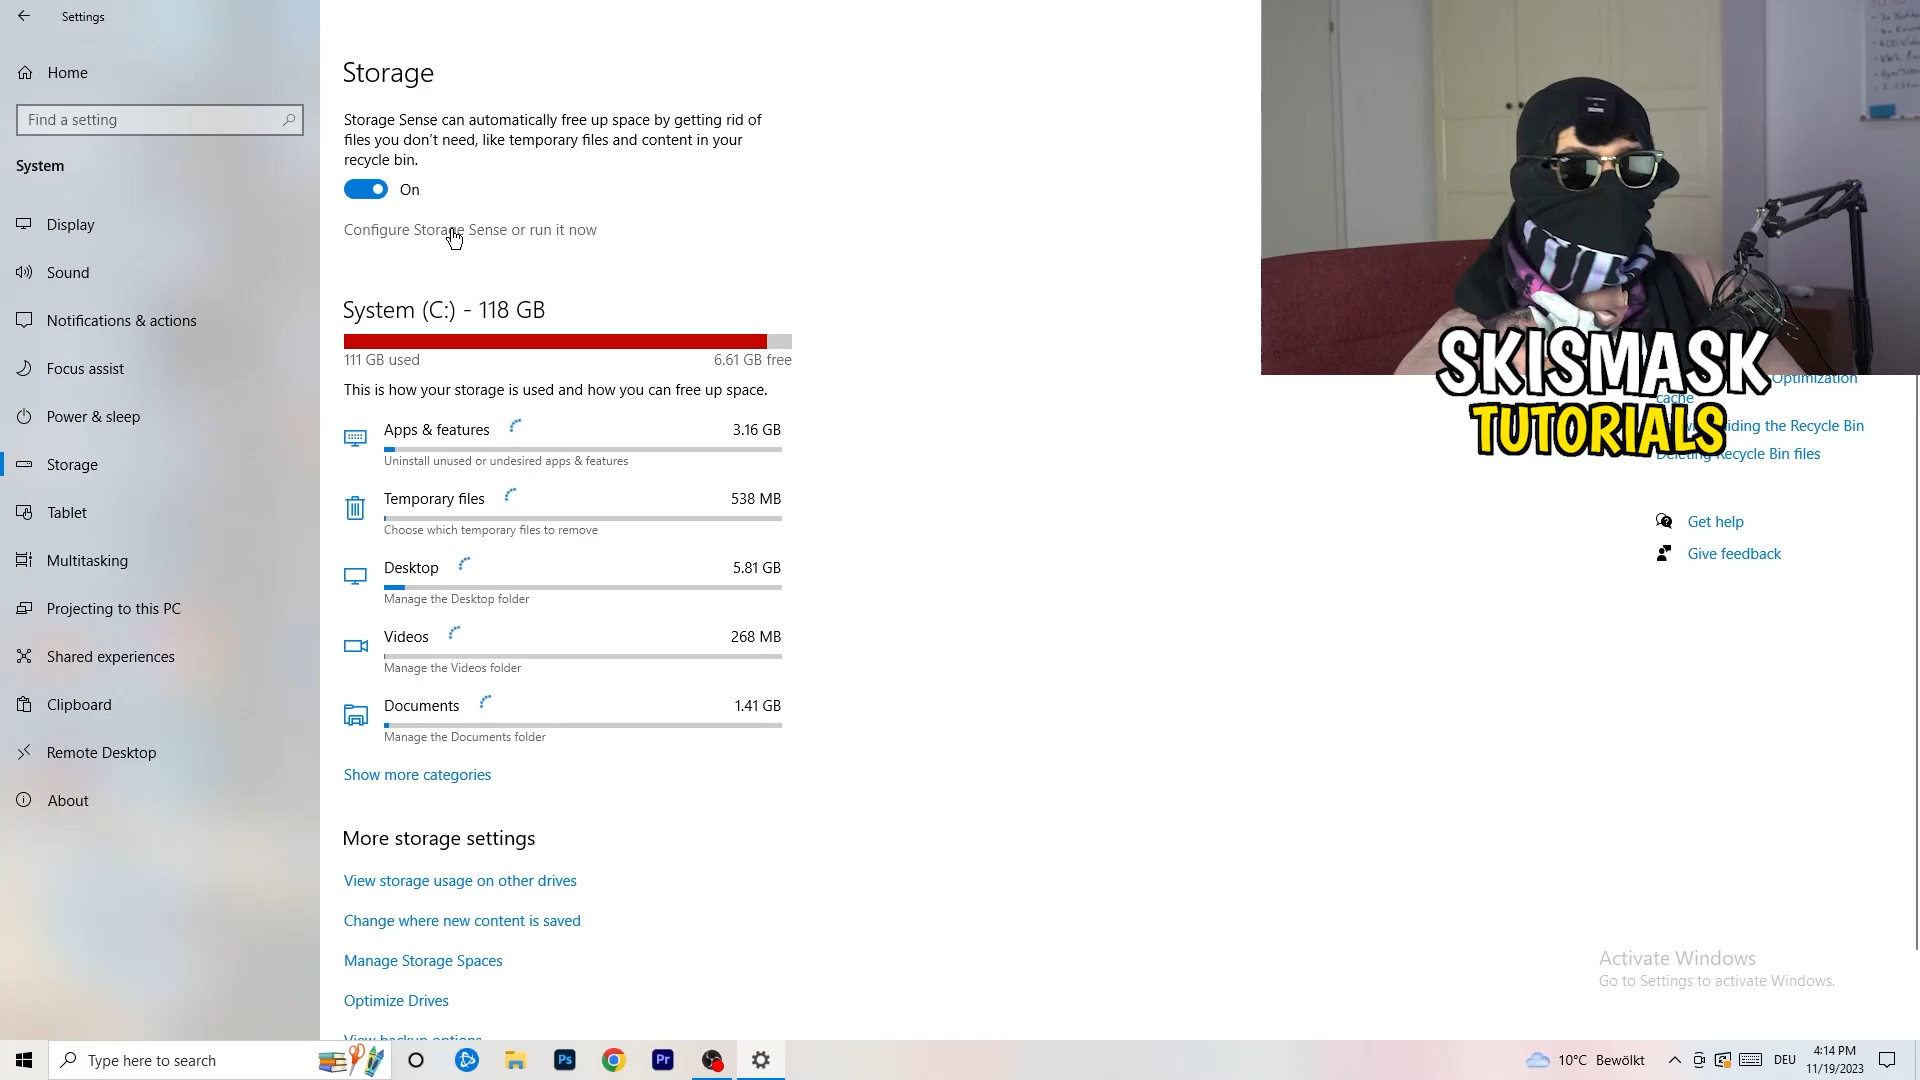 Settings
Home
Find a setting
System
Display
Sound
Notifications & actions
Focus assist
Power & sleep
Storage
Tablet
Multitasking
Projecting to this PC
Shared experiences
Clipboard
Remote Desktop
About
Storage
Storage Sense can automatically free up space by getting rid of
files you don't need, like temporary files and content in your
recycle bin.
On
Configure Storage Sense or run it now
System (C:) - 118 GB
111 GB used
6.61 GB free
This is how your storage is used and how you can free up space.
Apps & features
3.16 GB
Uninstall unused or undesired apps & features
Temporary files
538 MB
Choose which temporary files to remove
Desktop
5.81 GB
Manage the Desktop folder
Videos
268 MB
Manage the Videos folder
Documents
1.41 GB
Manage the Documents folder
Show more categories
More storage settings
View storage usage on other drives
Change where new content is saved
Manage Storage Spaces
Optimize Drives
View backup options
SKISMASK
TUTORIALS
Optimization
cache
the Recycle Bin
Deleting Recycle Bin files
Get help
Give feedback
Activate Windows
Go to Settings to activate Windows.
Type here to search
Ps
Pr
10°C Bewölkt
DEU
4:14 PM
11/19/2023